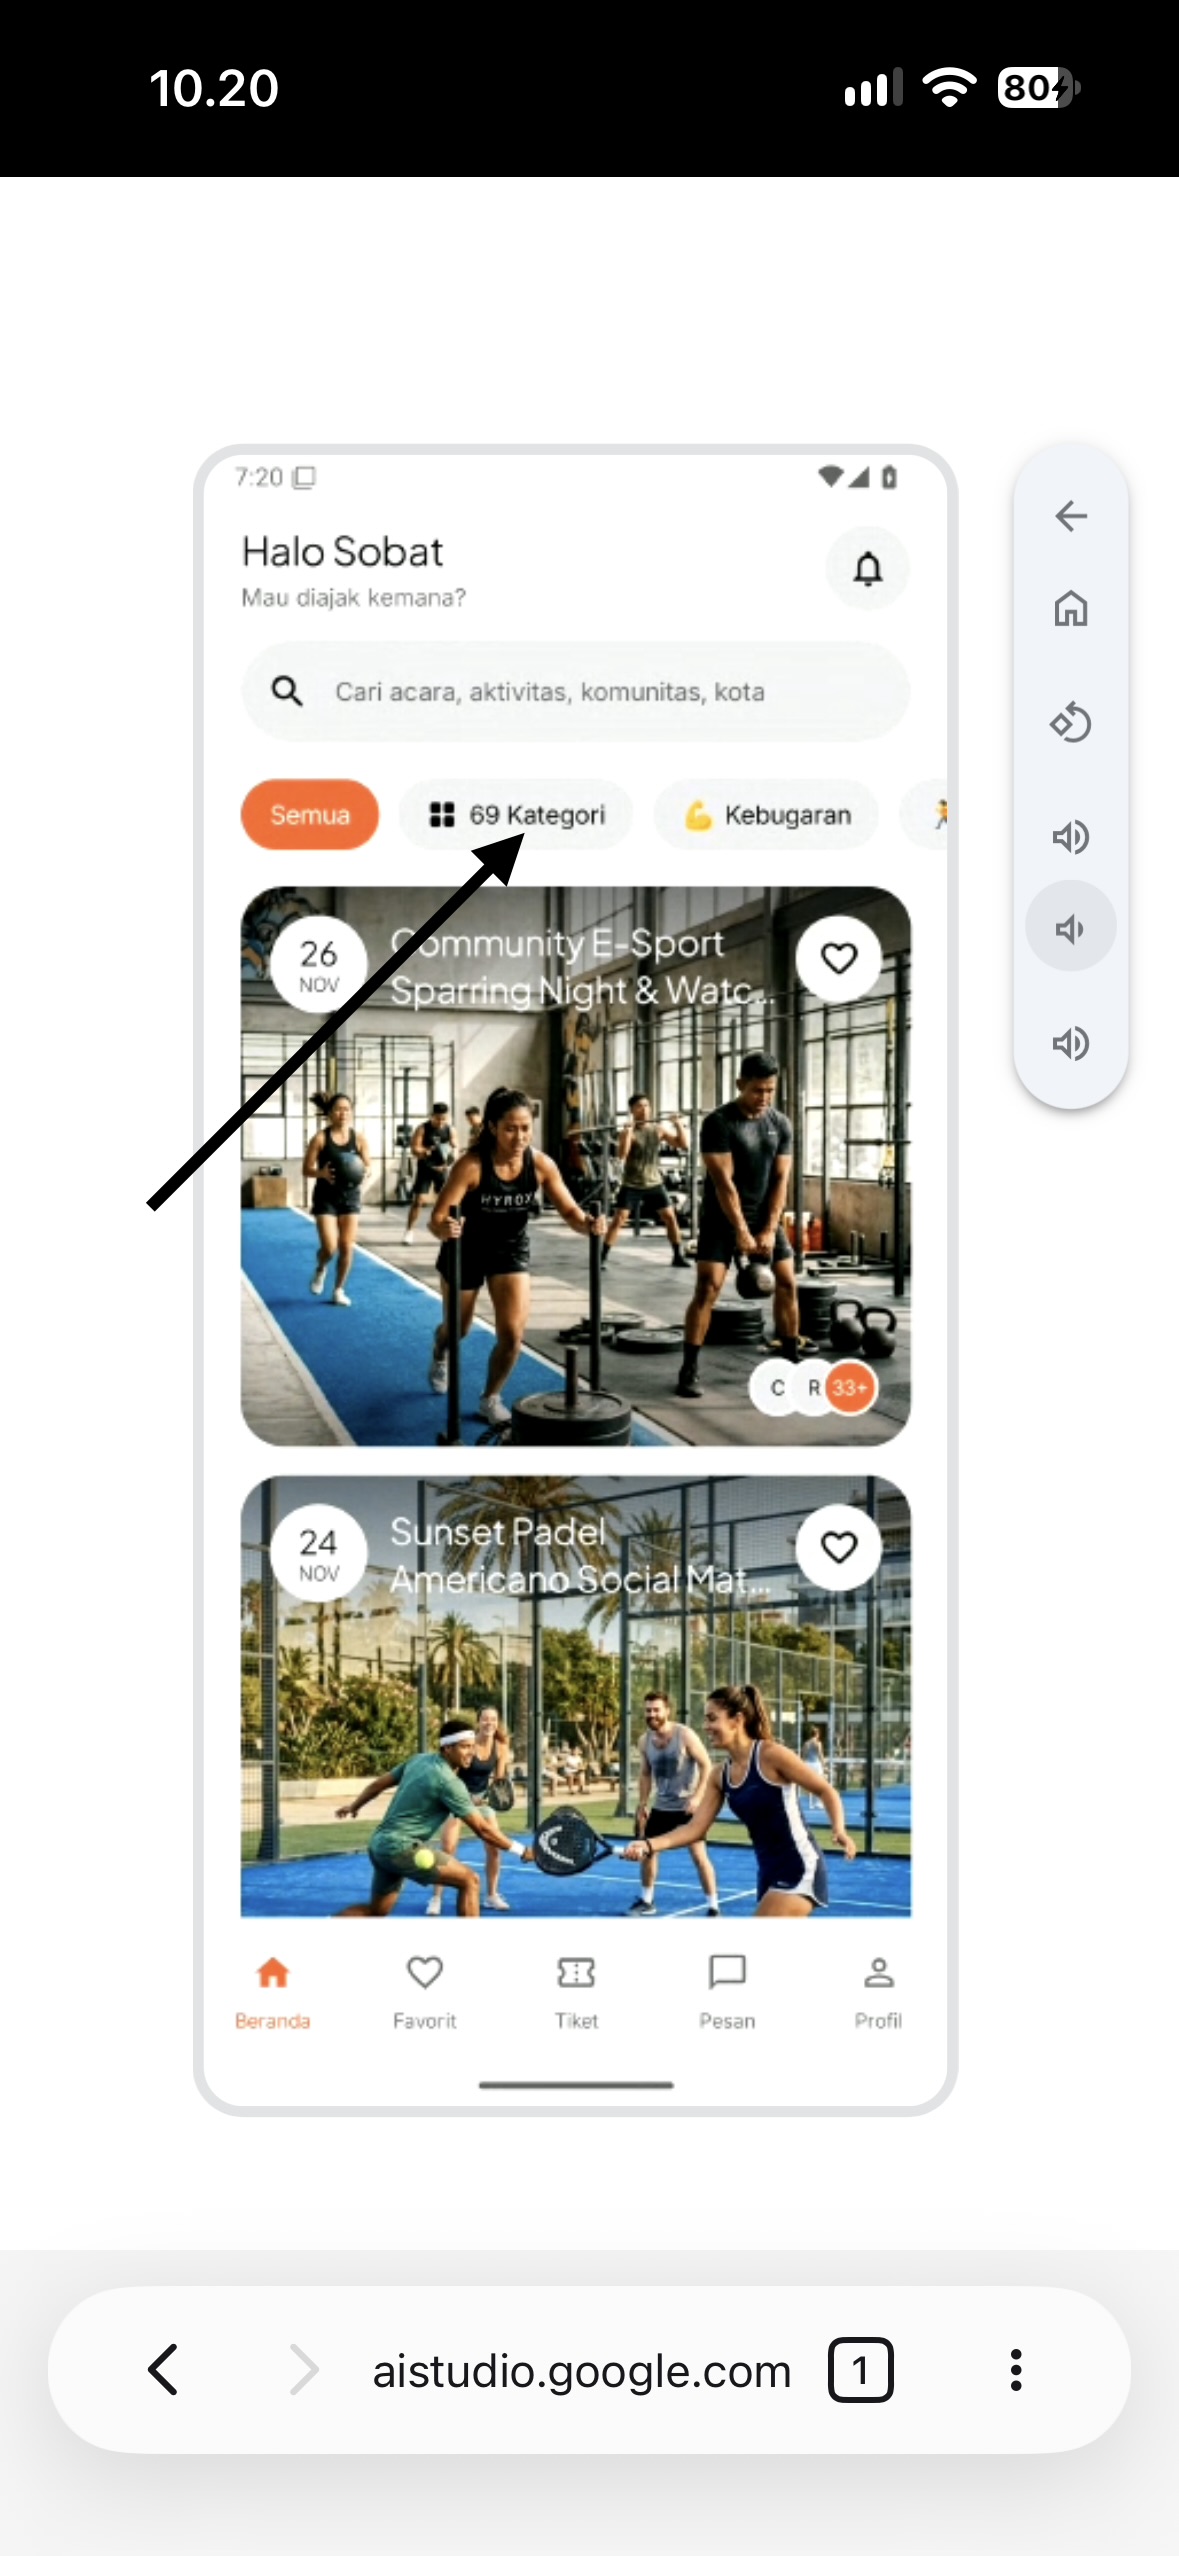 10.20
80
7:20
Halo Sobat
Mau diajak kemana?
Cari acara, aktivitas, komunitas, kota
Semua
69 Kategori
Kebugaran
26
NOV
Community E-Sport
Sparring Night & Watc...
HYROX
C
R
33+
24
NOV
Sunset Padel
Americano Social Mat...
HEAD
Beranda
Favorit
Tiket
Pesan
Profil
aistudio.google.com
1